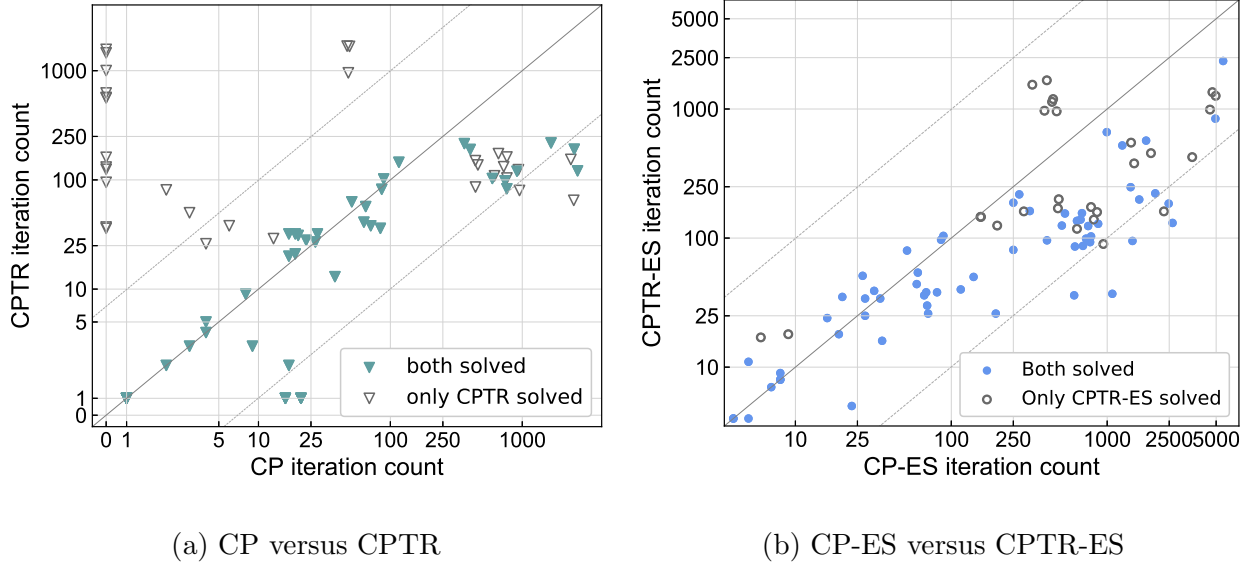 1000
250
100
25
10
5
1
0
CPTR iteration count
both solved
only CPTR solved
0 1 5 10 25 100 250 1000
CP iteration count
(a) CP versus CPTR
5000
2500
1000
250
100
25
10
CPTR-ES iteration count
Both solved
Only CPTR-ES solved
10 25 100 250 1000 2500 5000
CP-ES iteration count
(b) CP-ES versus CPTR-ES